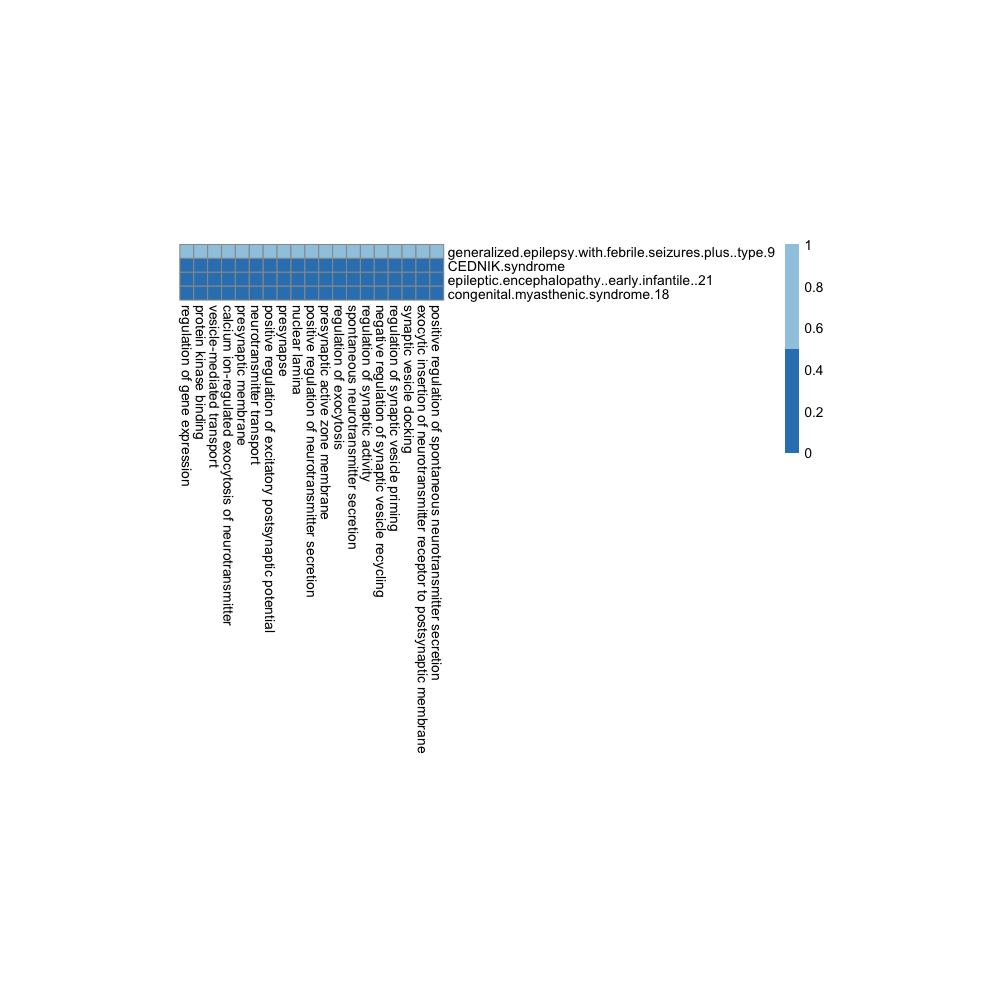 generalized.epilepsy.with.febrile.seizures.plus..type.9
CEDNIK.syndrome
epileptic.encephalopathy..early.infantile..21
congenital.myasthenic.syndrome.18
regulation of gene expression
protein kinase binding
vesicle-mediated transport
calcium ion-regulated exocytosis of neurotransmitter
presynaptic membrane
neurotransmitter transport
positive regulation of excitatory postsynaptic potential
presynapse
nuclear lamina
positive regulation of neurotransmitter secretion
presynaptic active zone membrane
regulation of exocytosis
spontaneous neurotransmitter secretion
regulation of synaptic activity
negative regulation of synaptic vesicle recycling
regulation of synaptic vesicle priming
synaptic vesicle docking
exocytic insertion of neurotransmitter receptor to postsynaptic membrane
positive regulation of spontaneous neurotransmitter secretion
1
0.8
0.6
0.4
0.2
0